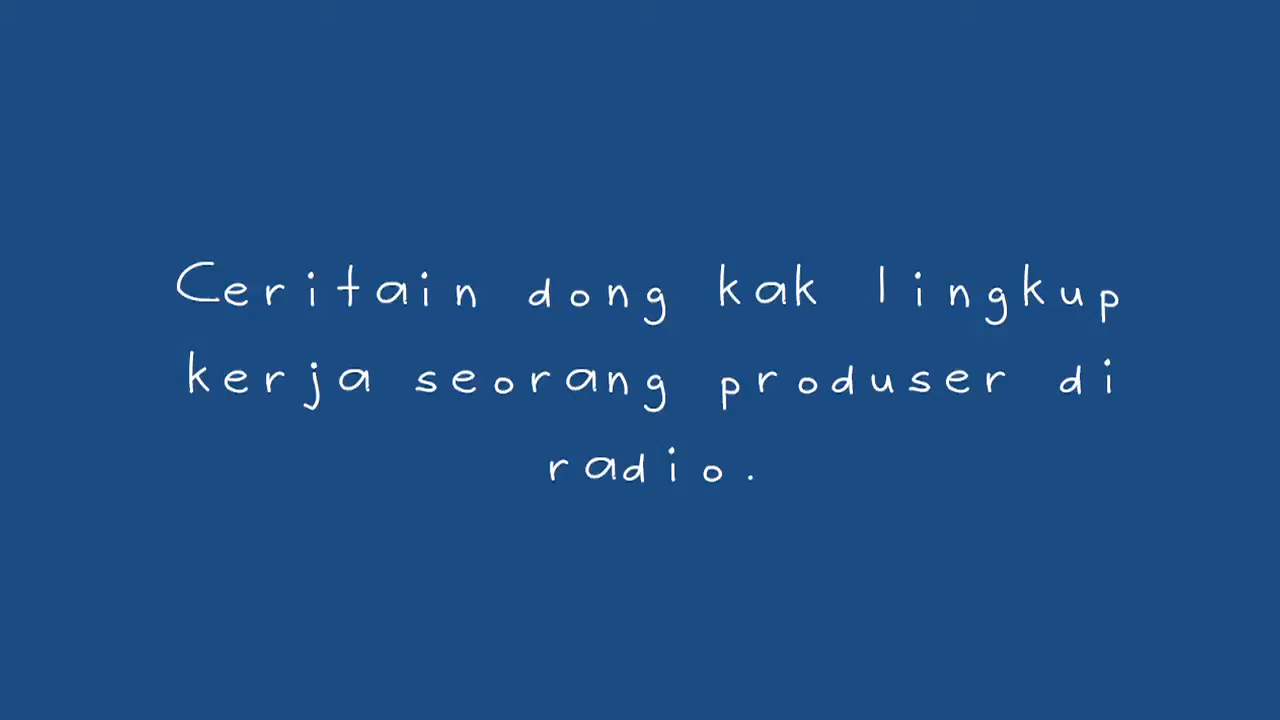 Ceritain dong kak lingkup
kerja seorang produser di
radio.